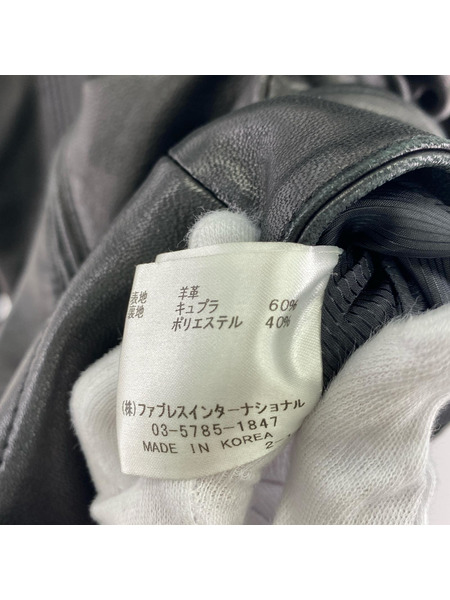 表地 羊革
裏地 キュプラ 60%
ポリエステル 40%
(株)ファブレスインターナショナル
03-5785-1847
MADE IN KOREA